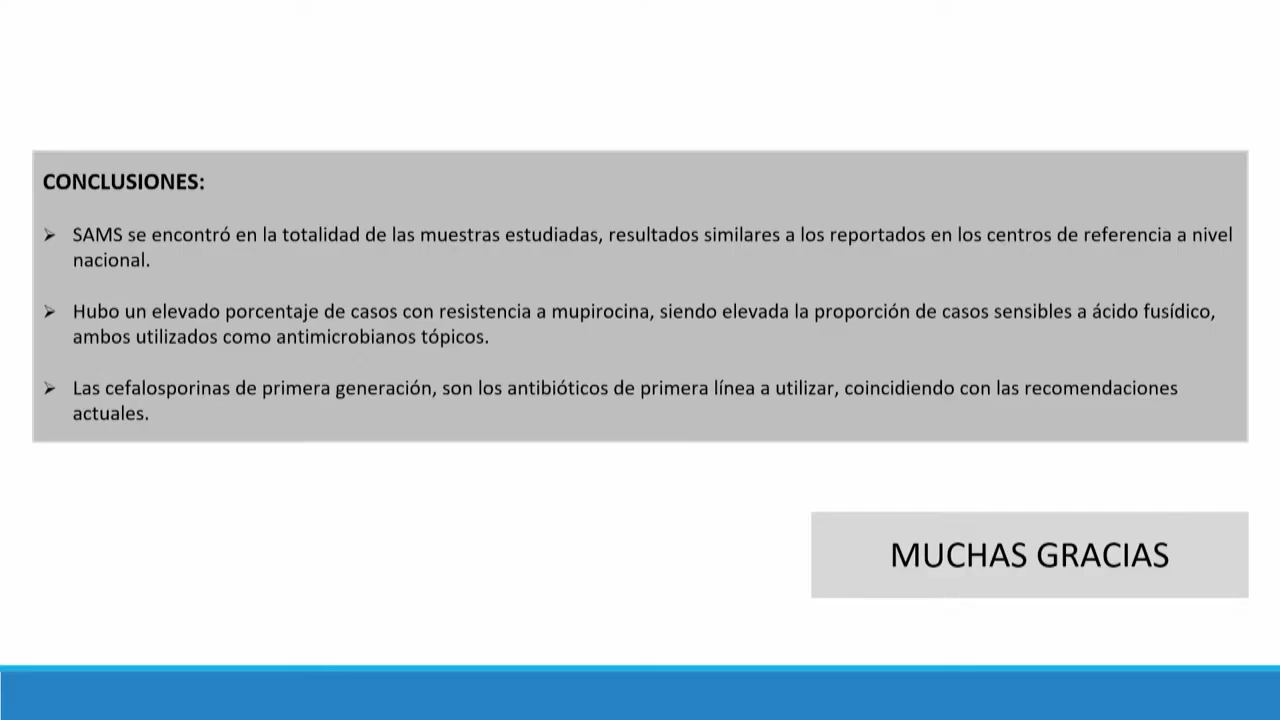 CONCLUSIONES:
➢ SAMS se encontró en la totalidad de las muestras estudiadas, resultados similares a los reportados en los centros de referencia a nivel
nacional.
➢ Hubo un elevado porcentaje de casos con resistencia a mupirocina, siendo elevada la proporción de casos sensibles a ácido fusídico,
ambos utilizados como antimicrobianos tópicos.
➢ Las cefalosporinas de primera generación, son los antibióticos de primera línea a utilizar, coincidiendo con las recomendaciones
actuales.
MUCHAS GRACIAS